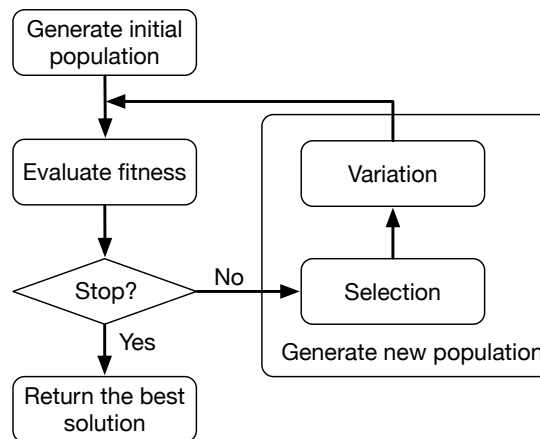 Generate initial
population
Evaluate fitness
Variation
Stop?
No
Selection
Yes
Generate new population
Return the best
solution